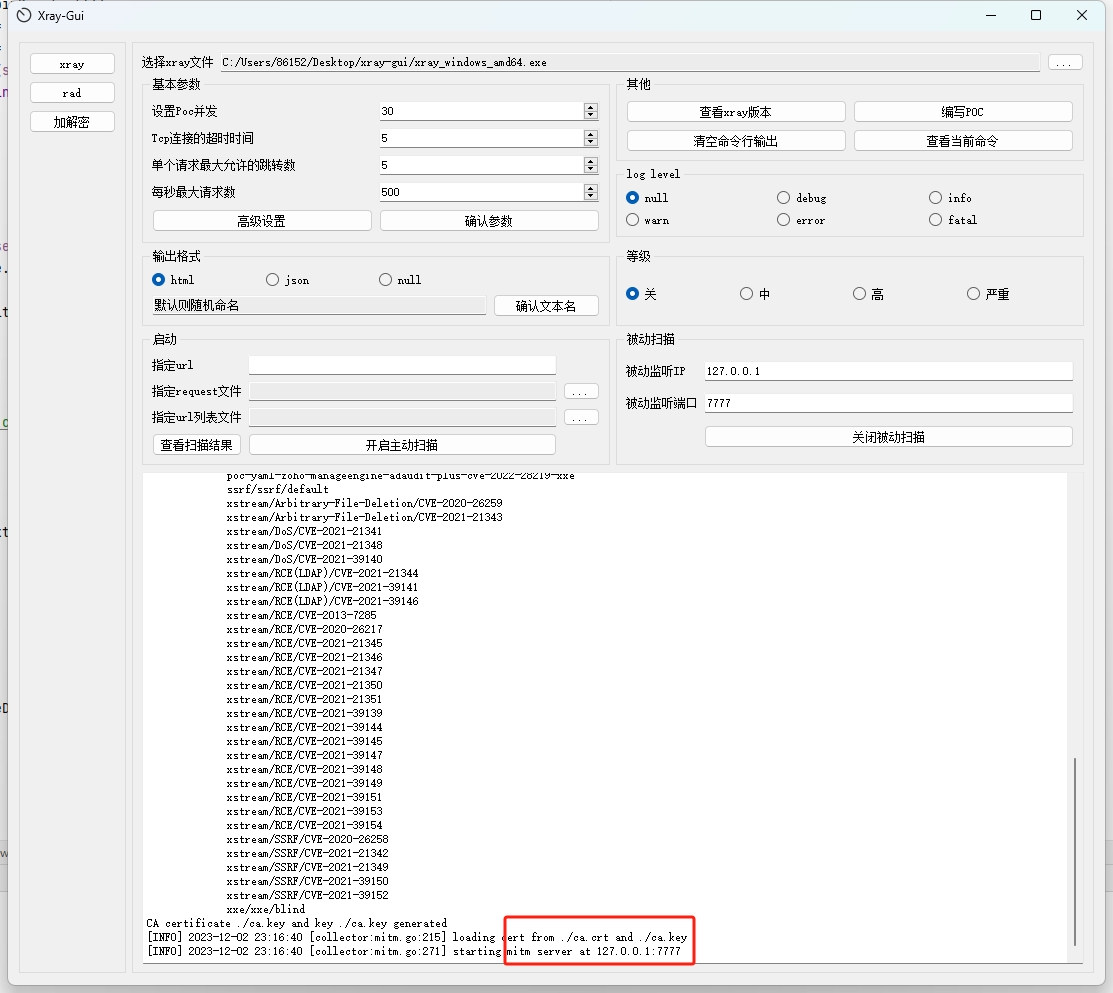 Xray-Gui
xray
rad
加解密
选择xray文件 C:/Users/86152/Desktop/xray-gui/xray_windows_amd64.exe ...
基本参数
设置Poc并发 30
Tcp连接的超时时间 5
单个请求最大允许的跳转数 5
每秒最大请求数 500
高级设置 确认参数
其他
查看xray版本 编写POC
清空命令行输出 查看当前命令
log level
null debug info
warn error fatal
输出格式
html json null
默认则随机命名 确认文本名
等级
关 中 高 严重
启动
指定url
指定request文件 ...
指定url列表文件 ...
查看扫描结果 开启主动扫描
被动扫描
被动监听IP 127.0.0.1
被动监听端口 7777
关闭被动扫描
poc-yaml-zoho-manageengine-adaudit-plus-cve-2022-28219-xxe
ssrf/ssrf/default
xstream/Arbitrary-File-Deletion/CVE-2020-26259
xstream/Arbitrary-File-Deletion/CVE-2021-21343
xstream/DoS/CVE-2021-21341
xstream/DoS/CVE-2021-21348
xstream/DoS/CVE-2021-39140
xstream/RCE(LDAP)/CVE-2021-21344
xstream/RCE(LDAP)/CVE-2021-39141
xstream/RCE(LDAP)/CVE-2021-39146
xstream/RCE/CVE-2013-7285
xstream/RCE/CVE-2020-26217
xstream/RCE/CVE-2021-21345
xstream/RCE/CVE-2021-21346
xstream/RCE/CVE-2021-21347
xstream/RCE/CVE-2021-21350
xstream/RCE/CVE-2021-21351
xstream/RCE/CVE-2021-39139
xstream/RCE/CVE-2021-39144
xstream/RCE/CVE-2021-39145
xstream/RCE/CVE-2021-39147
xstream/RCE/CVE-2021-39148
xstream/RCE/CVE-2021-39149
xstream/RCE/CVE-2021-39151
xstream/RCE/CVE-2021-39153
xstream/RCE/CVE-2021-39154
xstream/SSRF/CVE-2020-26258
xstream/SSRF/CVE-2021-21342
xstream/SSRF/CVE-2021-21349
xstream/SSRF/CVE-2021-39150
xstream/SSRF/CVE-2021-39152
xxe/xxe/blind
CA certificate ./ca.key and key ./ca.key generated
[INFO] 2023-12-02 23:16:40 [collector:mitm.go:215] loading cert from ./ca.crt and ./ca.key
[INFO] 2023-12-02 23:16:40 [collector:mitm.go:271] starting mitm server at 127.0.0.1:7777